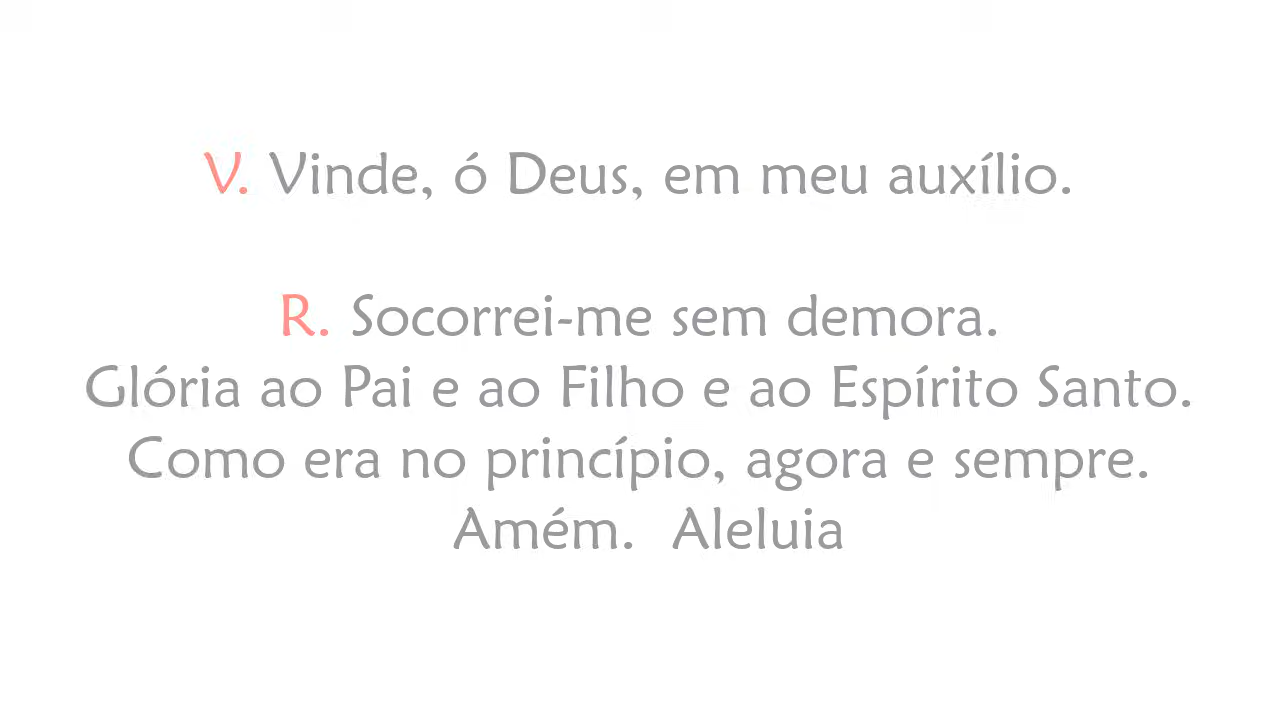 V. Vinde, ó Deus, em meu auxílio.
R. Socorrei-me sem demora.
Glória ao Pai e ao Filho e ao Espírito Santo.
Como era no princípio, agora e sempre.
Amém.  Aleluia